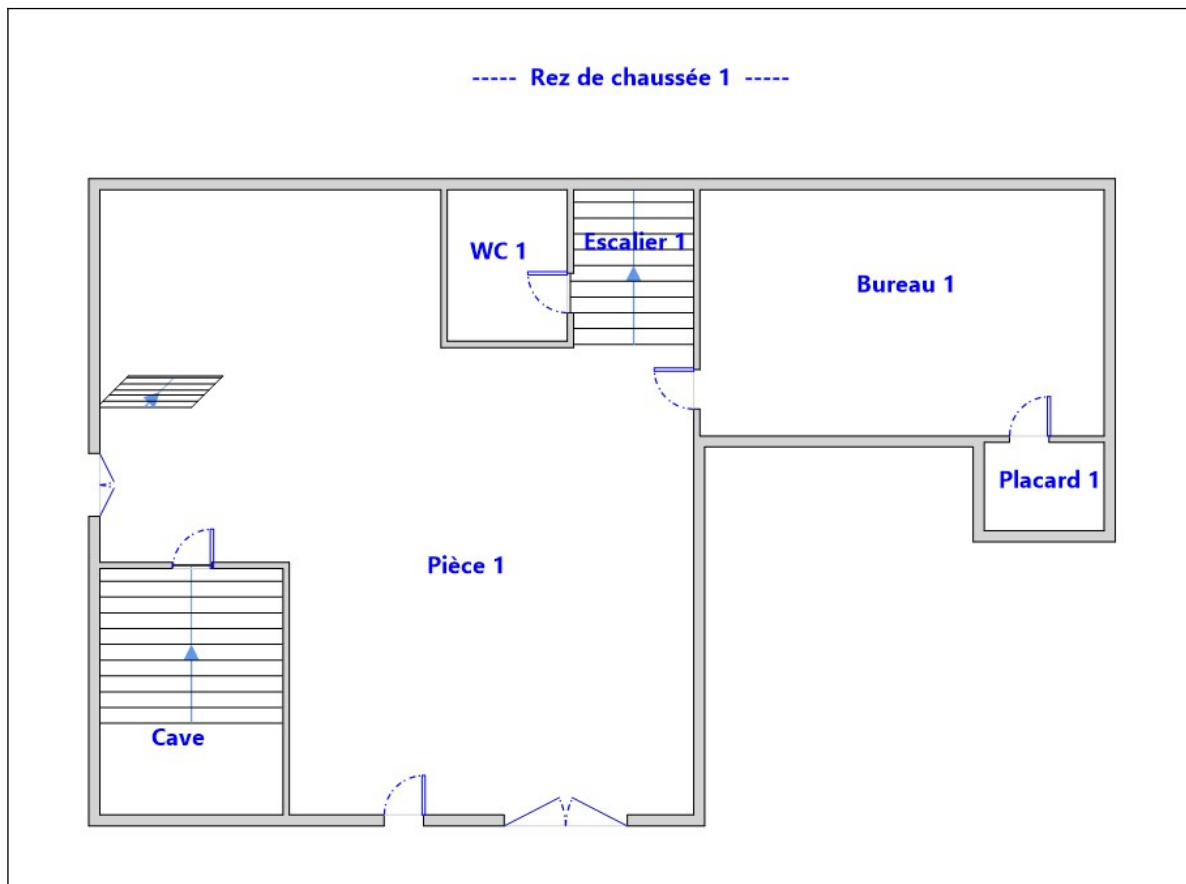 ----- Rez de chaussée 1 -----
WC 1
Escalier 1
Bureau 1
Placard 1
Pièce 1
Cave